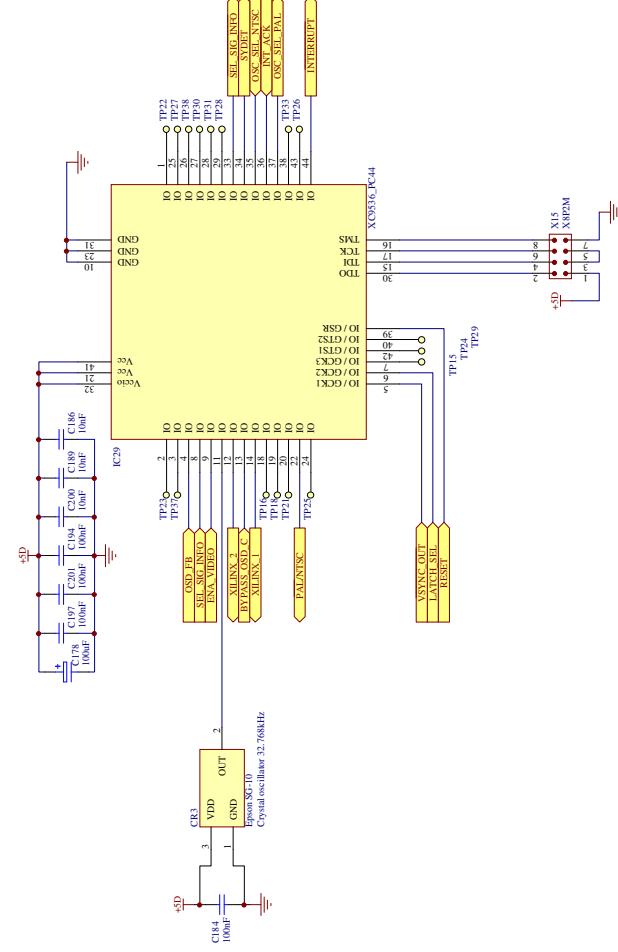 SEL_SIG_INFO
SYDET
OSC_SEL_NTSC
INT_ACK
OSC_SEL_PAL
INTERRUPT
TP22
TP27
TP38
TP30
TP31
TP28
TP33
TP26
1
25
26
27
28
29
33
34
35
36
37
38
43
44
IO
IO
IO
IO
IO
IO
IO
IO
IO
IO
IO
IO
IO
IO
XC9536_PC44
GND
GND
GND
31
23
10
TMS
TCK
TDI
TDO
16
17
15
30
X15
X8P2M
8
6
4
2
7
5
3
1
+5D
IO / GSR
IO / GTS2
IO / GTS1
IO / GCK3
IO / GCK2
IO / GCK1
39
40
42
7
6
5
TP15
TP24
TP29
Vcc
Vcc
Vccio
41
21
32
IO
IO
IO
IO
IO
IO
IO
IO
IO
IO
IO
IO
IO
IO
IC29
2
3
4
8
9
11
12
13
14
18
19
20
22
24
TP23
TP37
TP16
TP18
TP21
TP25
C186
10nF
C189
10nF
C200
10nF
C194
100nF
C201
100nF
C197
100nF
C178
100uF
+
+5D
OSD_FB
SEL_SIG_INFO
ENA_VIDEO
XILINX_2
BYPASS_OSD_C
XILINX_1
PAL/NTSC
VSYNC_OUT
LATCH_SEL
RESET
CR3
VDD
GND
OUT
2
3
1
Epson SG-10
Crystal oscillator 32.768kHz
+5D
C184
100nF